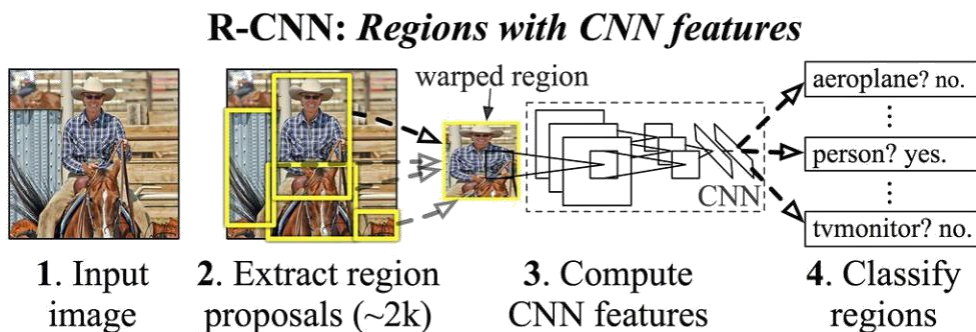 R-CNN: Regions with CNN features
warped region
aeroplane? no.
⋮
person? yes.
⋮
tvmonitor? no.
CNN
1. Input
image
2. Extract region
proposals (~2k)
3. Compute
CNN features
4. Classify
regions